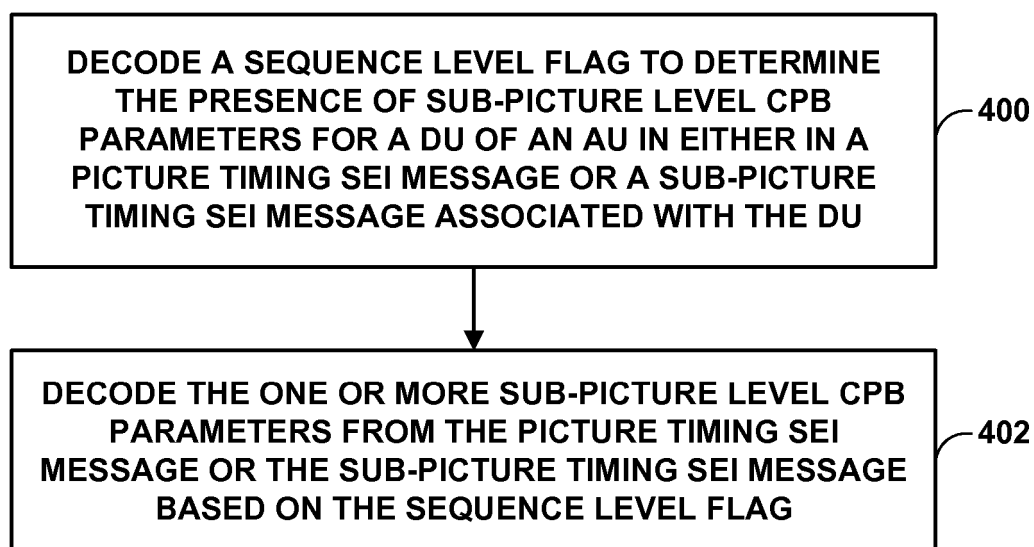 DECODE A SEQUENCE LEVEL FLAG TO DETERMINE
THE PRESENCE OF SUB-PICTURE LEVEL CPB
PARAMETERS FOR A DU OF AN AU IN EITHER IN A
PICTURE TIMING SEI MESSAGE OR A SUB-PICTURE
TIMING SEI MESSAGE ASSOCIATED WITH THE DU
400
DECODE THE ONE OR MORE SUB-PICTURE LEVEL CPB
PARAMETERS FROM THE PICTURE TIMING SEI
MESSAGE OR THE SUB-PICTURE TIMING SEI MESSAGE
BASED ON THE SEQUENCE LEVEL FLAG
402